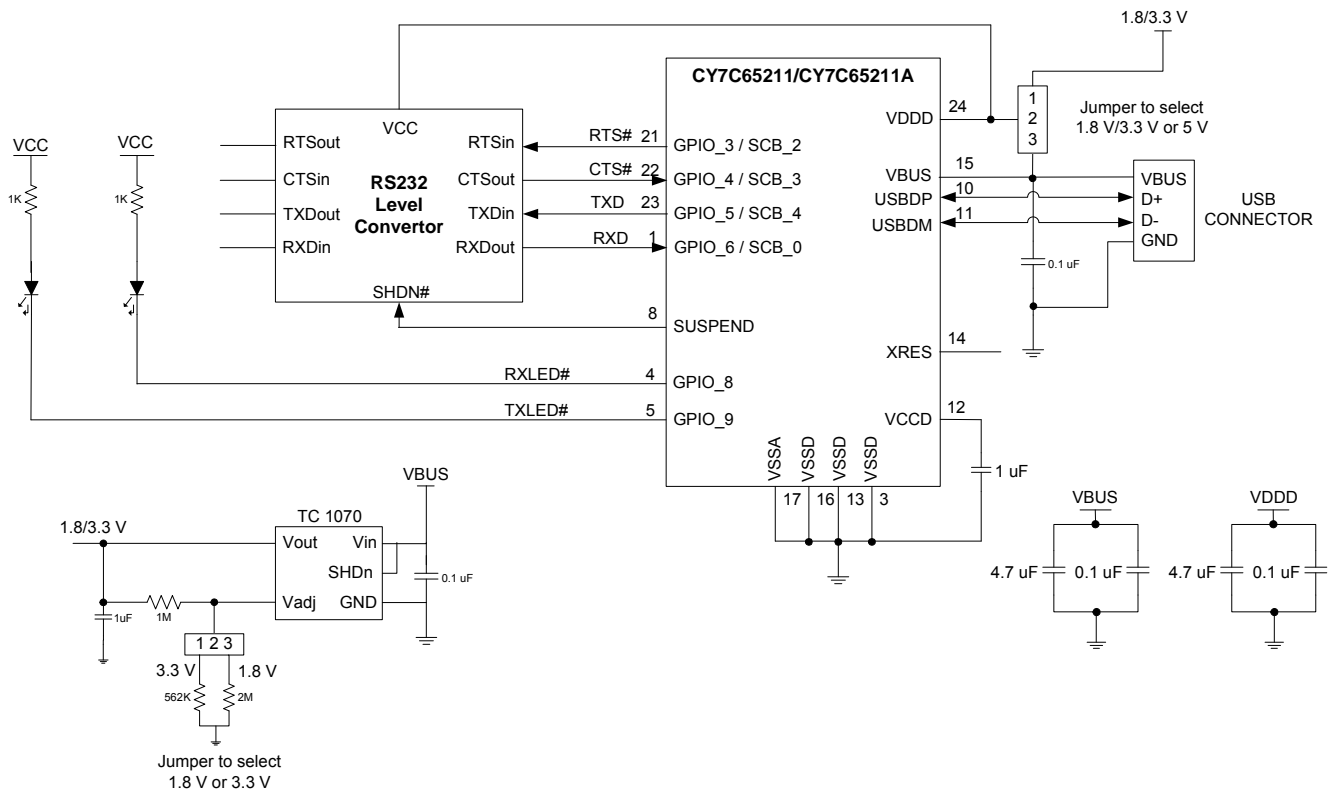 1.8/3.3 V
CY7C65211/CY7C65211A
VCC
VCC
1K
1K
VCC
RTSout
CTSin
TXDout
RXDin
RS232
Level
Convertor
RTSin
CTSout
TXDin
RXDout
SHDN#
RTS# 21
CTS# 22
TXD 23
RXD 1
8
RXLED# 4
TXLED# 5
GPIO_3 / SCB_2
GPIO_4 / SCB_3
GPIO_5 / SCB_4
GPIO_6 / SCB_0
SUSPEND
GPIO_8
GPIO_9
VDDD 24
VBUS 15
USBDP 10
USBDM 11
XRES 14
VCCD 12
VSSA
VSSD
VSSD
VSSD
17 16 13 3
1
2
3
Jumper to select
1.8 V/3.3 V or 5 V
VBUS
D+
D-
GND
USB
CONNECTOR
0.1 uF
1 uF
1.8/3.3 V
TC 1070
VBUS
Vout Vin
SHDn
Vadj GND
0.1 uF
1uF
1M
1 2 3
3.3 V 1.8 V
562K 2M
Jumper to select
1.8 V or 3.3 V
VBUS
4.7 uF 0.1 uF
VDDD
4.7 uF 0.1 uF